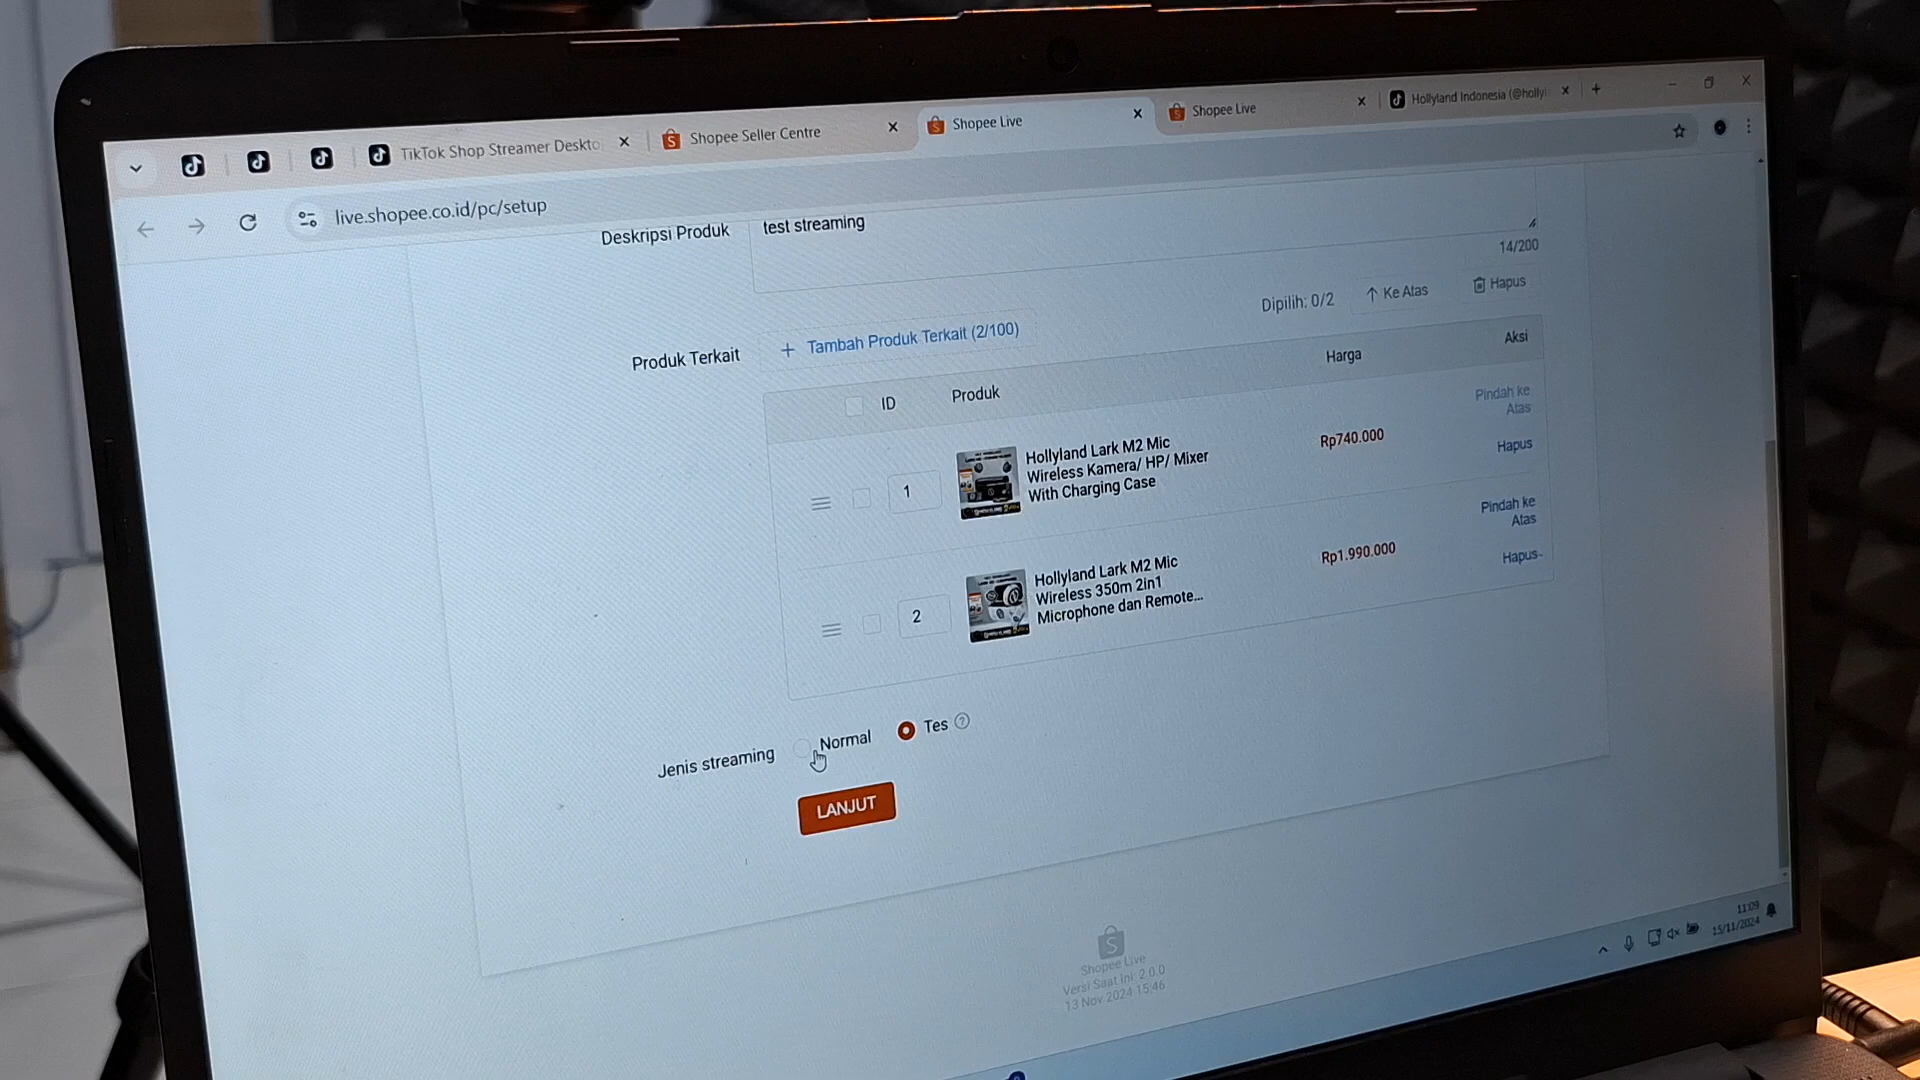 TikTok Shop Streamer Deskto
Shopee Seller Centre
Shopee Live
Shopee Live
Hollyland Indonesia (@holly
live.shopee.co.id/pc/setup
Deskripsi Produk
test streaming
14/200
Dipilih: 0/2
Ke Atas
Hapus
Produk Terkait
+ Tambah Produk Terkait (2/100)
ID
Produk
Harga
Aksi
1
Hollyland Lark M2 Mic
Wireless Kamera/ HP/ Mixer
With Charging Case
Rp740.000
Pindah ke
Atas
Hapus
2
Hollyland Lark M2 Mic
Wireless 350m 2in1
Microphone dan Remote...
Rp1.990.000
Pindah ke
Atas
Hapus
Jenis streaming
Normal
Tes
LANJUT
Shopee Live
Versi Saat Ini: 2.0.0
13 Nov 2024 15:46
11:09
15/11/2024